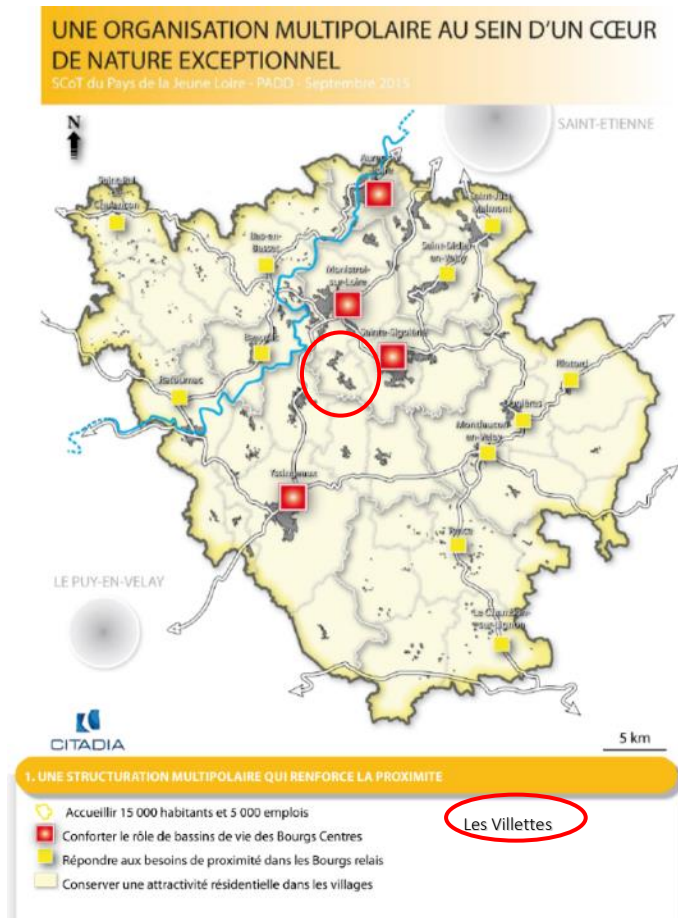 UNE ORGANISATION MULTIPOLAIRE AU SEIN D'UN CŒUR
DE NATURE EXCEPTIONNEL
SCoT du Pays de la Jeune Loire - PADD - Septembre 2015
N
SAINT-ETIENNE
Saint-Just
Malmont
Bas-en-
Basset
Saint-Didier
en-Velay
Monistrol
sur-Loire
Sainte-Sigolène
Beauzac
Retournac
Riotord
Dunières
Montfaucon
en-Velay
Yssingeaux
Tence
LE PUY-EN-VELAY
Le Chambon
sur-Lignon
CITADIA
5 km
1. UNE STRUCTURATION MULTIPOLAIRE QUI RENFORCE LA PROXIMITE
Accueillir 15 000 habitants et 5 000 emplois
Les Villettes
Conforter le rôle de bassins de vie des Bourgs Centres
Répondre aux besoins de proximité dans les Bourgs relais
Conserver une attractivité résidentielle dans les villages